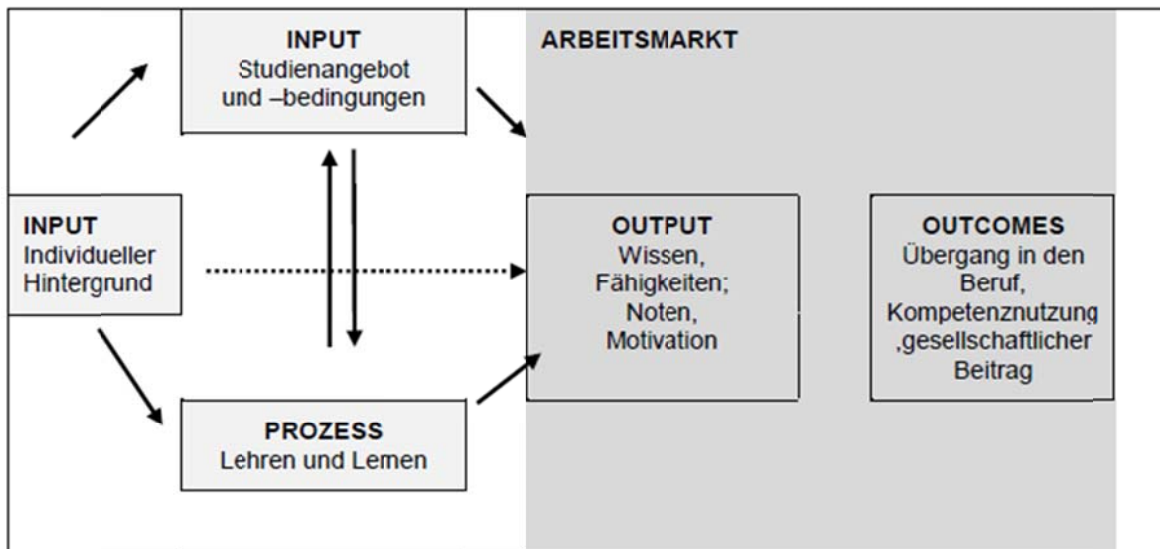 INPUT
Studienangebot
und –bedingungen
ARBEITSMARKT
INPUT
Individueller
Hintergrund
OUTPUT
Wissen,
Fähigkeiten;
Noten,
Motivation
OUTCOMES
Übergang in den
Beruf,
Kompetenznutzung
,gesellschaftlicher
Beitrag
PROZESS
Lehren und Lernen